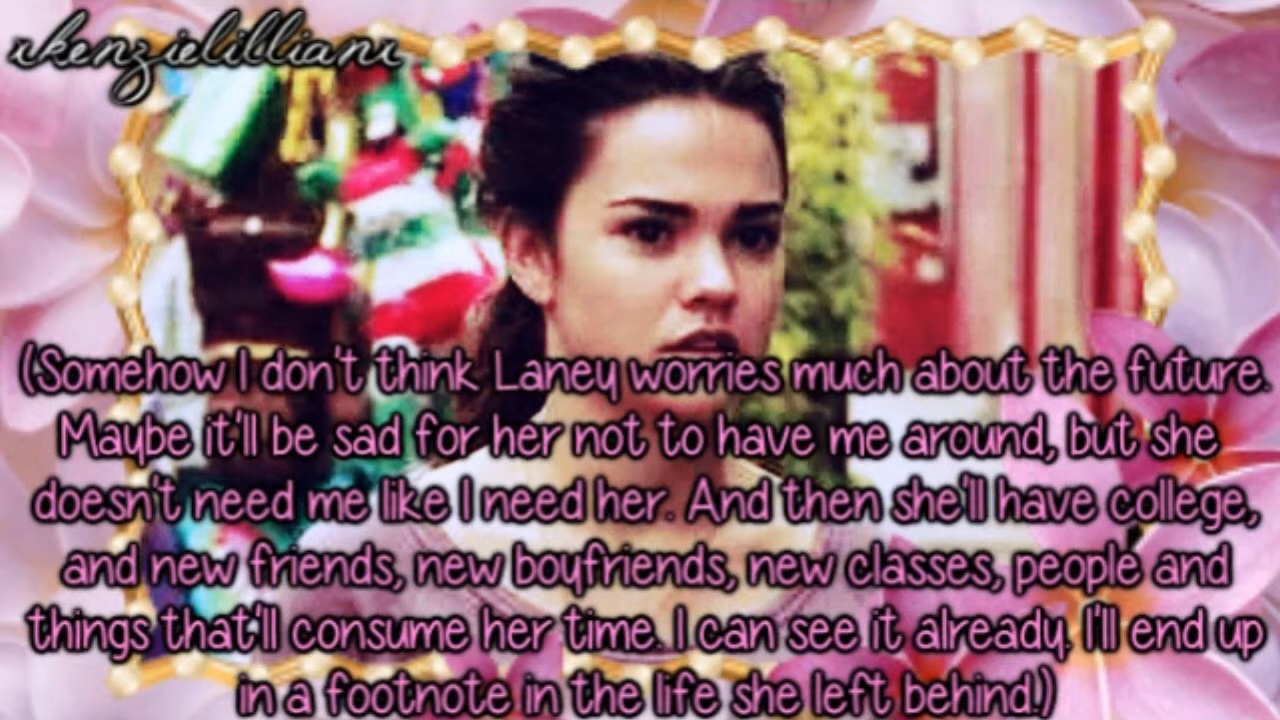 xkenzielillianx
(Somehow I don't think Laney worries much about the future.
Maybe it'll be sad for her not to have me around, but she
doesn't need me like I need her. And then she'll have college,
and new friends, new boyfriends, new classes, people and
things that'll consume her time. I can see it already. I'll end up
in a footnote in the life she left behind.)